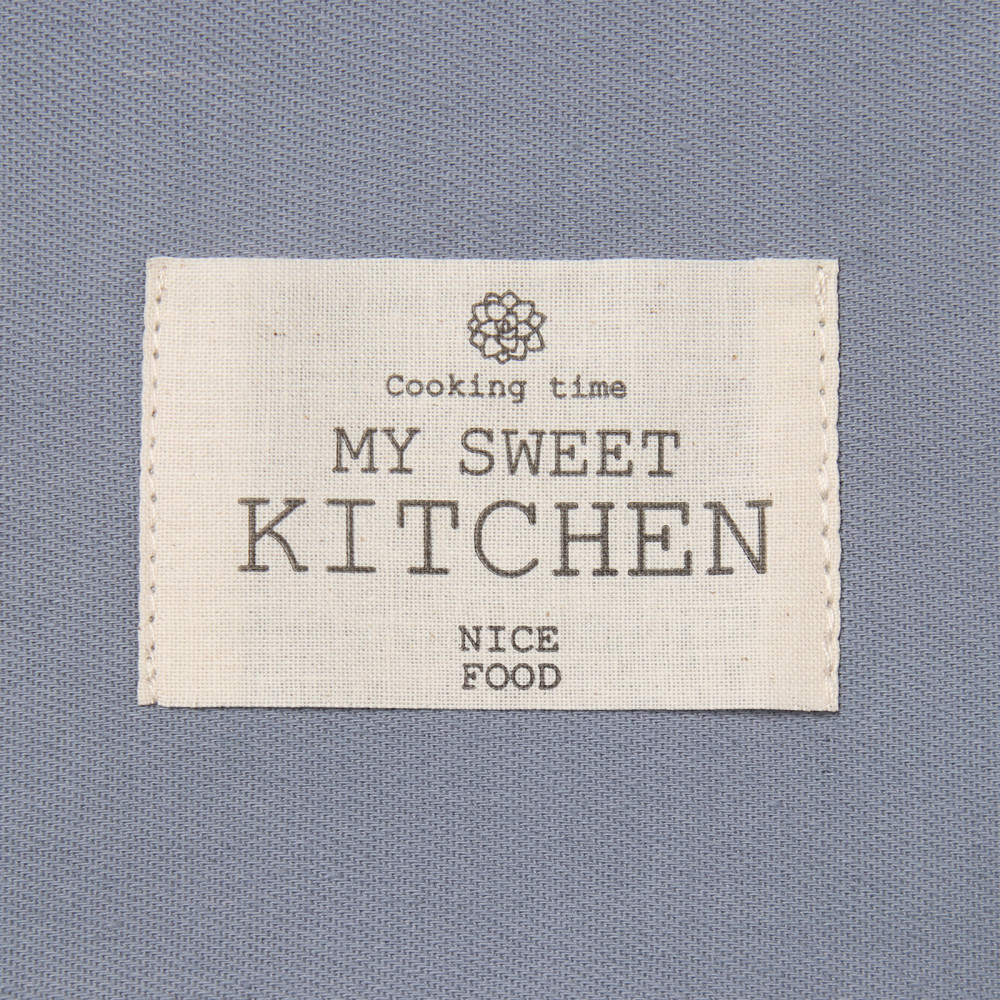 Cooking time
MY SWEET
KITCHEN
NICE
FOOD